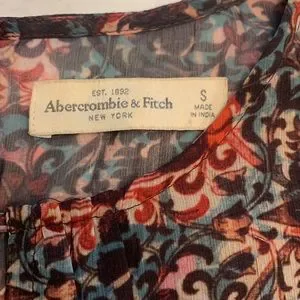 EST. 1892
Abercrombie & Fitch
NEW YORK
S
MADE
IN INDIA